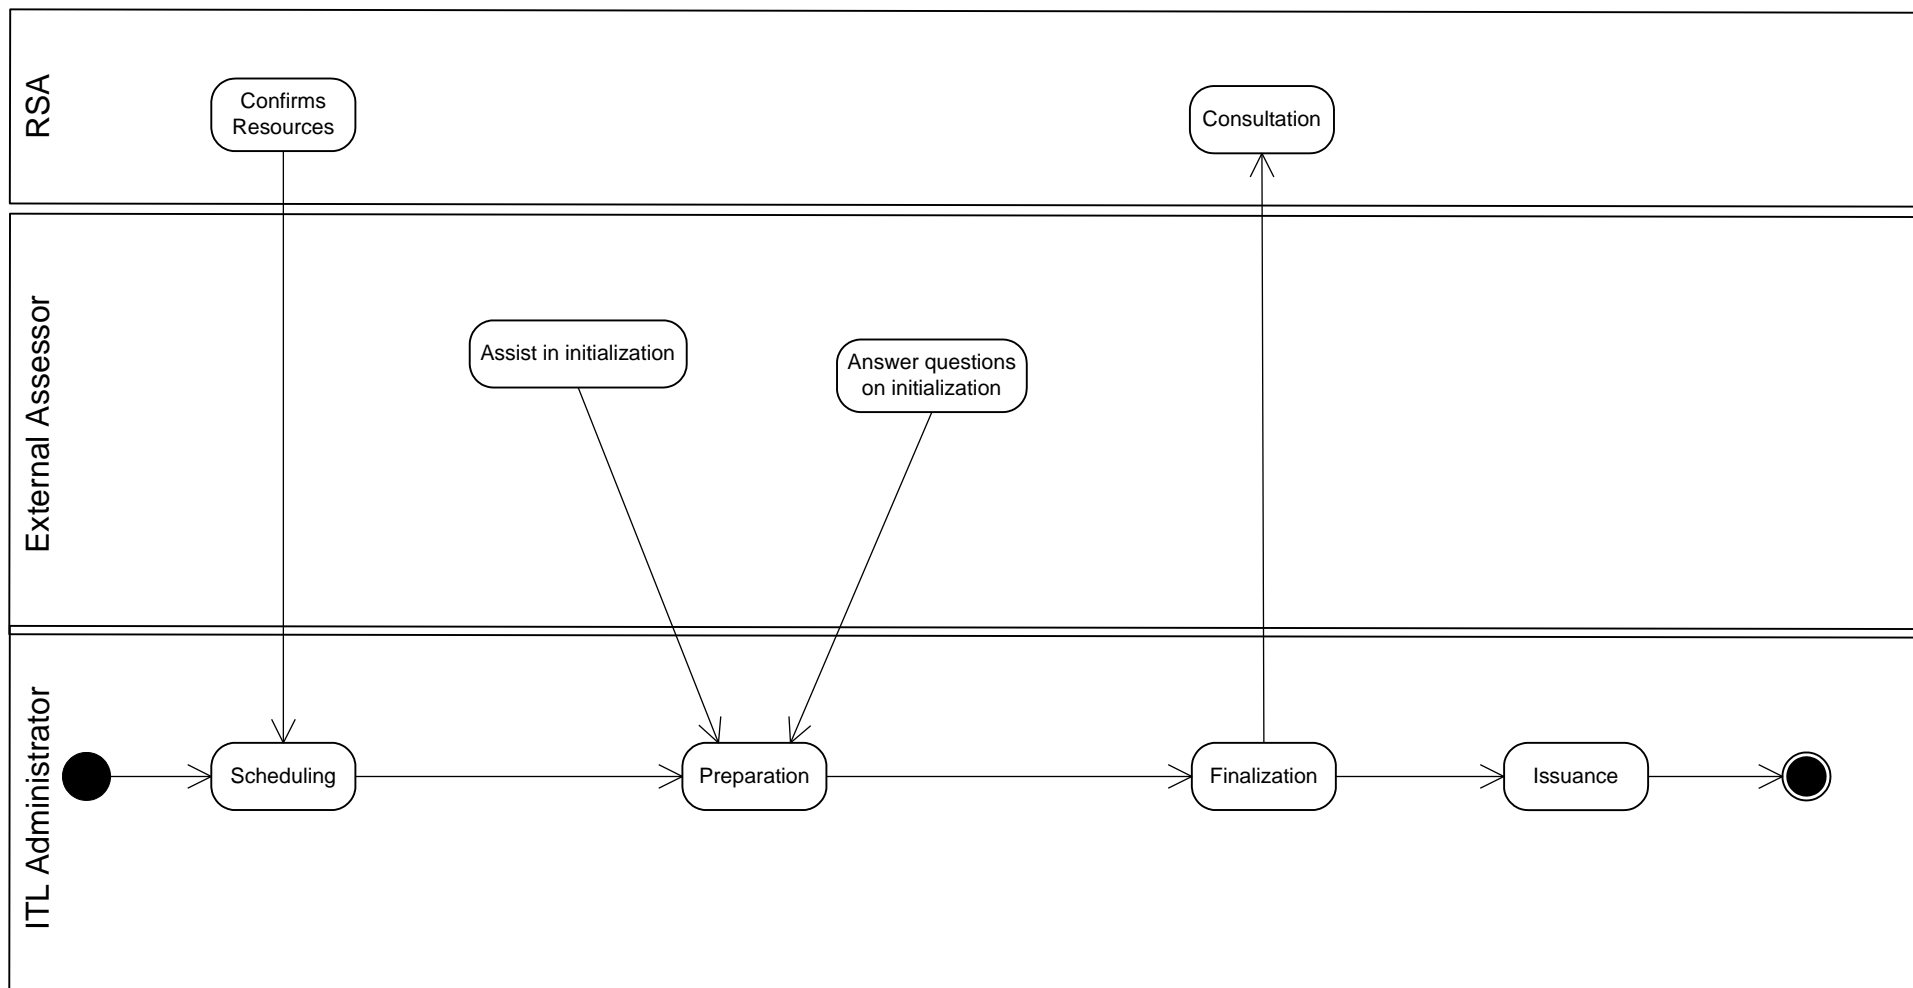 RSA
Confirms
Resources
Consultation
External Assessor
Assist in initialization
Answer questions
on initialization
ITL Administrator
Scheduling
Preparation
Finalization
Issuance